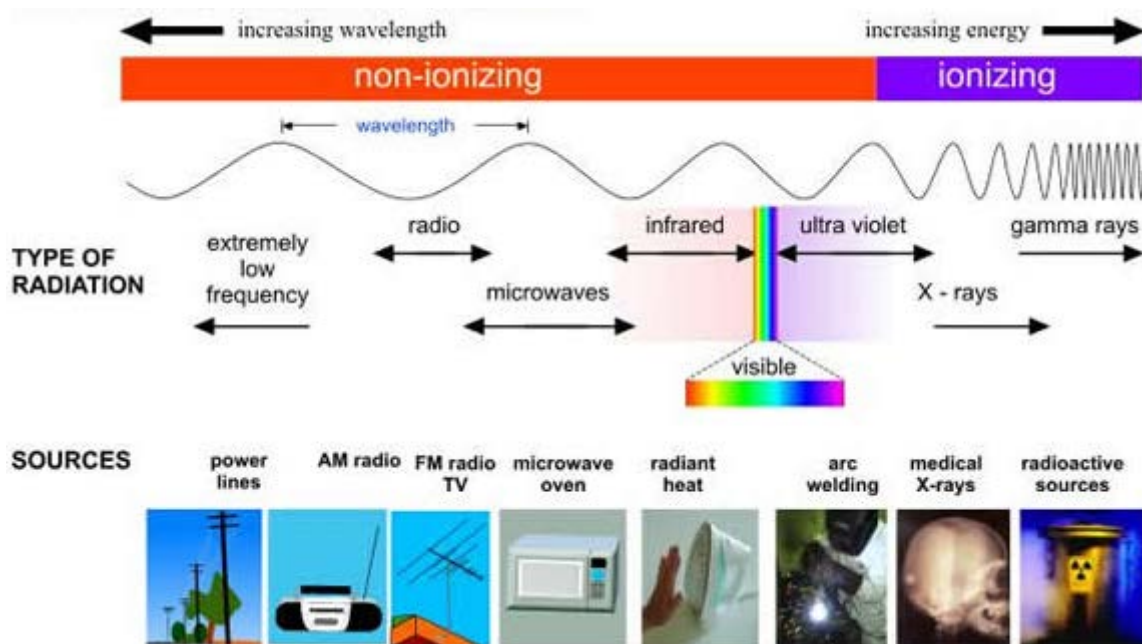 increasing wavelength
increasing energy
non-ionizing
ionizing
wavelength
TYPE OF
RADIATION
extremely
low
frequency
radio
microwaves
infrared
visible
ultra violet
X - rays
gamma rays
SOURCES
power
lines
AM radio
FM radio
TV
microwave
oven
radiant
heat
arc
welding
medical
X-rays
radioactive
sources